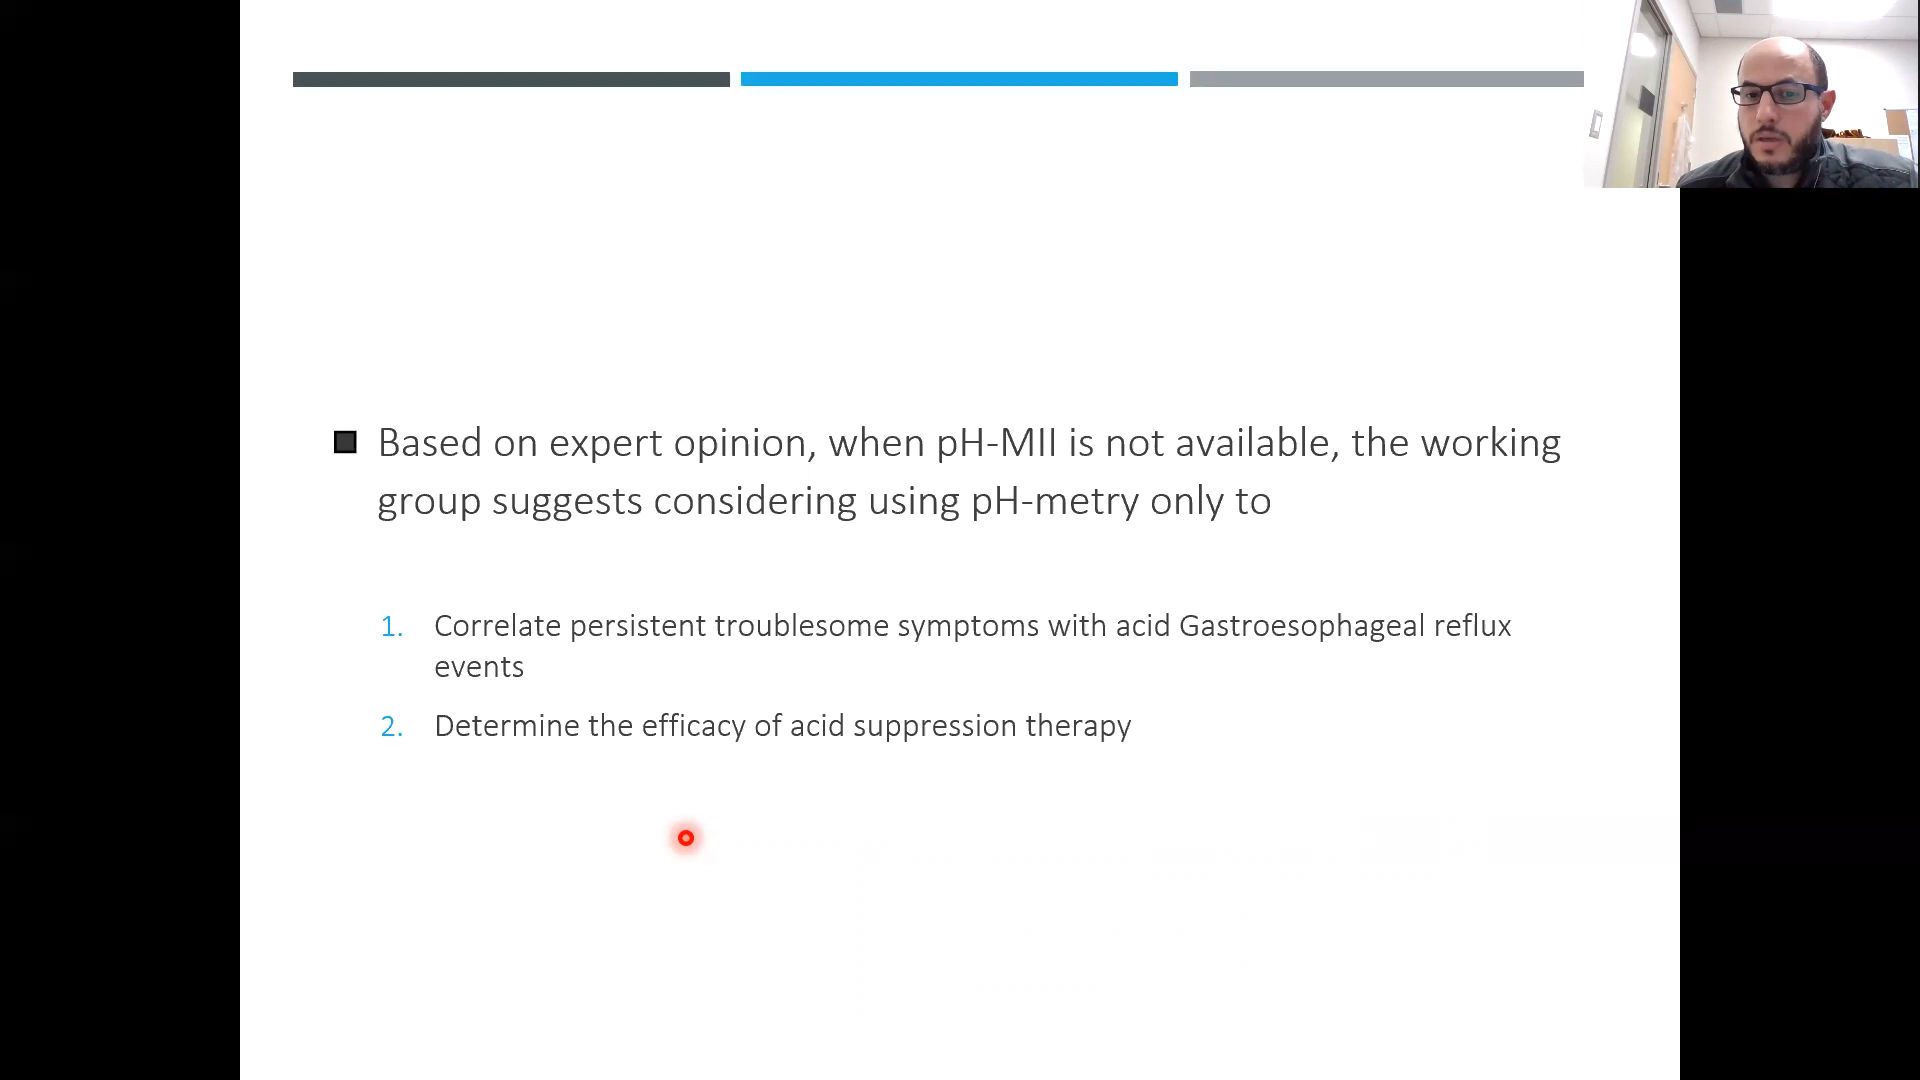 Based on expert opinion, when pH-MII is not available, the working
group suggests considering using pH-metry only to
1. Correlate persistent troublesome symptoms with acid Gastroesophageal reflux
events
2. Determine the efficacy of acid suppression therapy